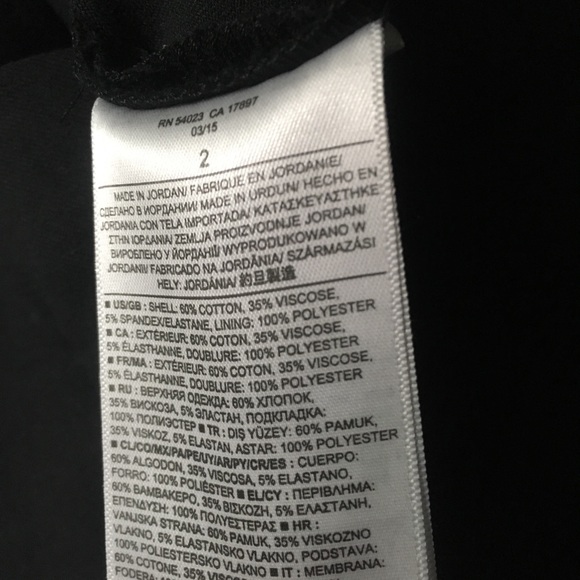 RN 54023 CA 17897
03/15
2
MADE IN JORDAN/ FABRIQUE EN JORDANIE/
СДЕЛАНО В ИОРДАНИИ/ MADE IN URDUN/ HECHO EN
JORDANIA CON TELA IMPORTADA/ ΚΑΤΑΣΚΕΥΑΣΤΗΚΕ
ΣΤΗΝ ΙΟΡΔΑΝΙΑ/ ZEMLJA PROIZVODNJE JORDAN/
ВИРОБЛЕНО У ЙОРДАНІЇ/ WYPRODUKOWANO W
JORDANII/ FABRICADO NA JORDÂNIA/ SZÁRMAZÁSI
HELY: JORDÁNIA/ 約旦製造
■ US/GB : SHELL: 60% COTTON, 35% VISCOSE,
5% SPANDEX/ELASTANE, LINING: 100% POLYESTER
■ CA : EXTÉRIEUR: 60% COTON, 35% VISCOSE,
5% ÉLASTHANNE, DOUBLURE: 100% POLYESTER
■ FR/MA : EXTÉRIEUR: 60% COTON, 35% VISCOSE,
5% ÉLASTHANNE, DOUBLURE: 100% POLYESTER
■ RU : ВЕРХНЯЯ ОДЕЖДА: 60% ХЛОПОК,
35% ВИСКОЗА, 5% ЭЛАСТАН, ПОДКЛАДКА:
100% ПОЛИЭСТЕР ■ TR : DIŞ YÜZEY: 60% PAMUK,
35% VISKOZ, 5% ELASTAN, ASTAR: 100% POLYESTER
■ CL/CO/MX/PA/PE/UY/AR/PY/CR/ES : CUERPO:
60% ALGODÓN, 35% VISCOSA, 5% ELASTANO,
FORRO: 100% POLIÉSTER ■ EL/CY : ΠΕΡΙΒΛΗΜΑ:
60% ΒΑΜΒΑΚΕΡΟ, 35% ΒΙΣΚΟΖΗ, 5% ΕΛΑΣΤΑΝΗ,
ΕΠΕΝΔΥΣΗ: 100% ΠΟΛΥΕΣΤΕΡΑΣ ■ HR :
VANJSKA STRANA: 60% PAMUK, 35% VISKOZNO
VLAKNO, 5% ELASTANSKO VLAKNO, PODSTAVA:
100% POLIESTERSKO VLAKNO ■ IT : MEMBRANA:
60% COTONE, 35% VISCOSA
FODERA: